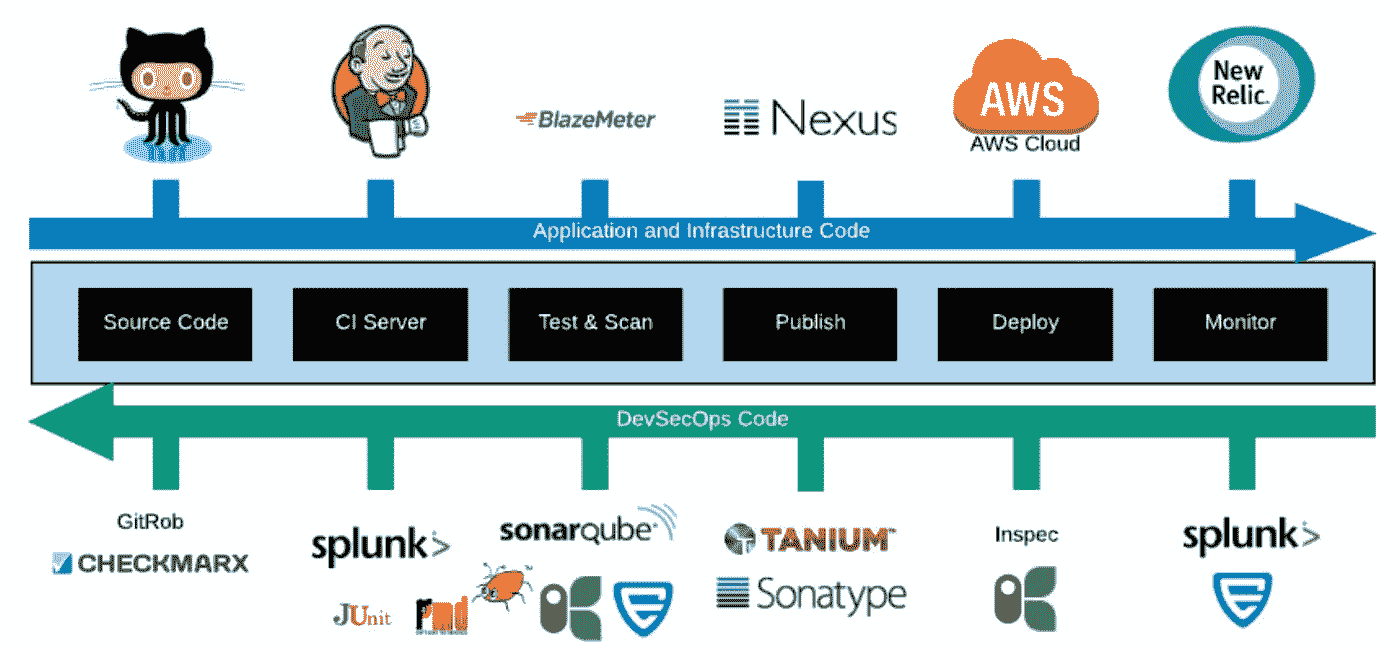 BlazeMeter
Nexus
AWS
AWS Cloud
New
Relic.
Application and Infrastructure Code
Source Code
CI Server
Test & Scan
Publish
Deploy
Monitor
DevSecOps Code
GitRob
CHECKMARX
splunk>
JUnit
pmd
sonarqube
TANIUM™
Sonatype
Inspec
splunk>